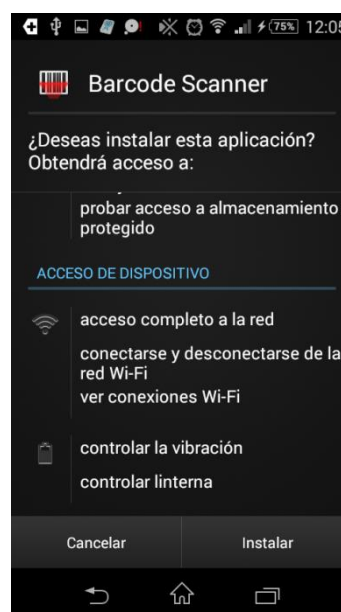 75% 12:05
Barcode Scanner
¿Deseas instalar esta aplicación?
Obtendrá acceso a:
probar acceso a almacenamiento
protegido
ACCESO DE DISPOSITIVO
acceso completo a la red
conectarse y desconectarse de la
red Wi-Fi
ver conexiones Wi-Fi
controlar la vibración
controlar linterna
Cancelar Instalar